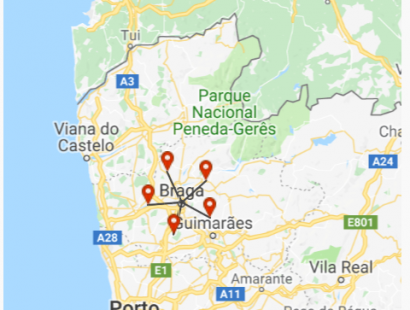 Tui
A3
Parque
Nacional
Peneda-Gerês
Viana do
Castelo
Cha
A24
Braga
Guimarães
E801
A28
E1
Vila Real
Amarante
A11
Porto